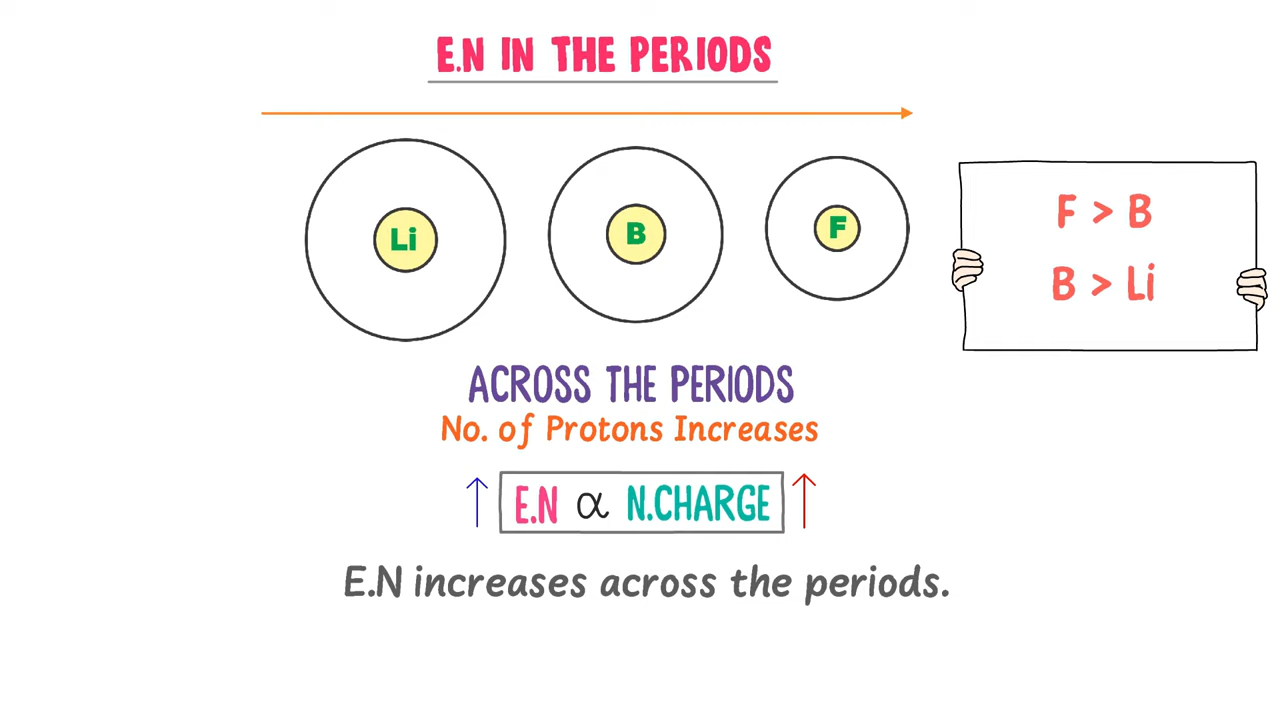 E.N IN THE PERIODS
Li
B
F
F > B
B > Li
ACROSS THE PERIODS
No. of Protons Increases
↑ E.N ∝ N.CHARGE ↑
E.N increases across the periods.